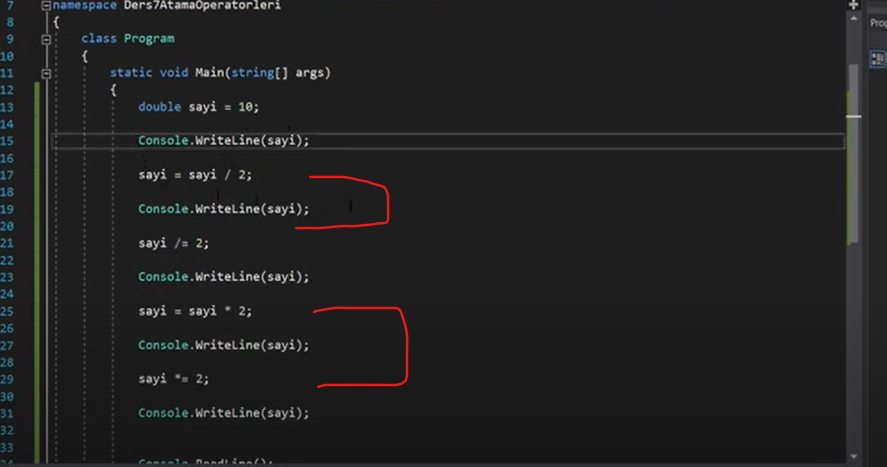 7 namespace Ders7AtamaOperatorleri
8 {
9 class Program
10 {
11 static void Main(string[] args)
12 {
13 double sayi = 10;
14
15 Console.WriteLine(sayi);
16
17 sayi = sayi / 2;
18
19 Console.WriteLine(sayi);
20
21 sayi /= 2;
22
23 Console.WriteLine(sayi);
24
25 sayi = sayi * 2;
26
27 Console.WriteLine(sayi);
28
29 sayi *= 2;
30
31 Console.WriteLine(sayi);
32
33
Console.ReadLine();
Prop